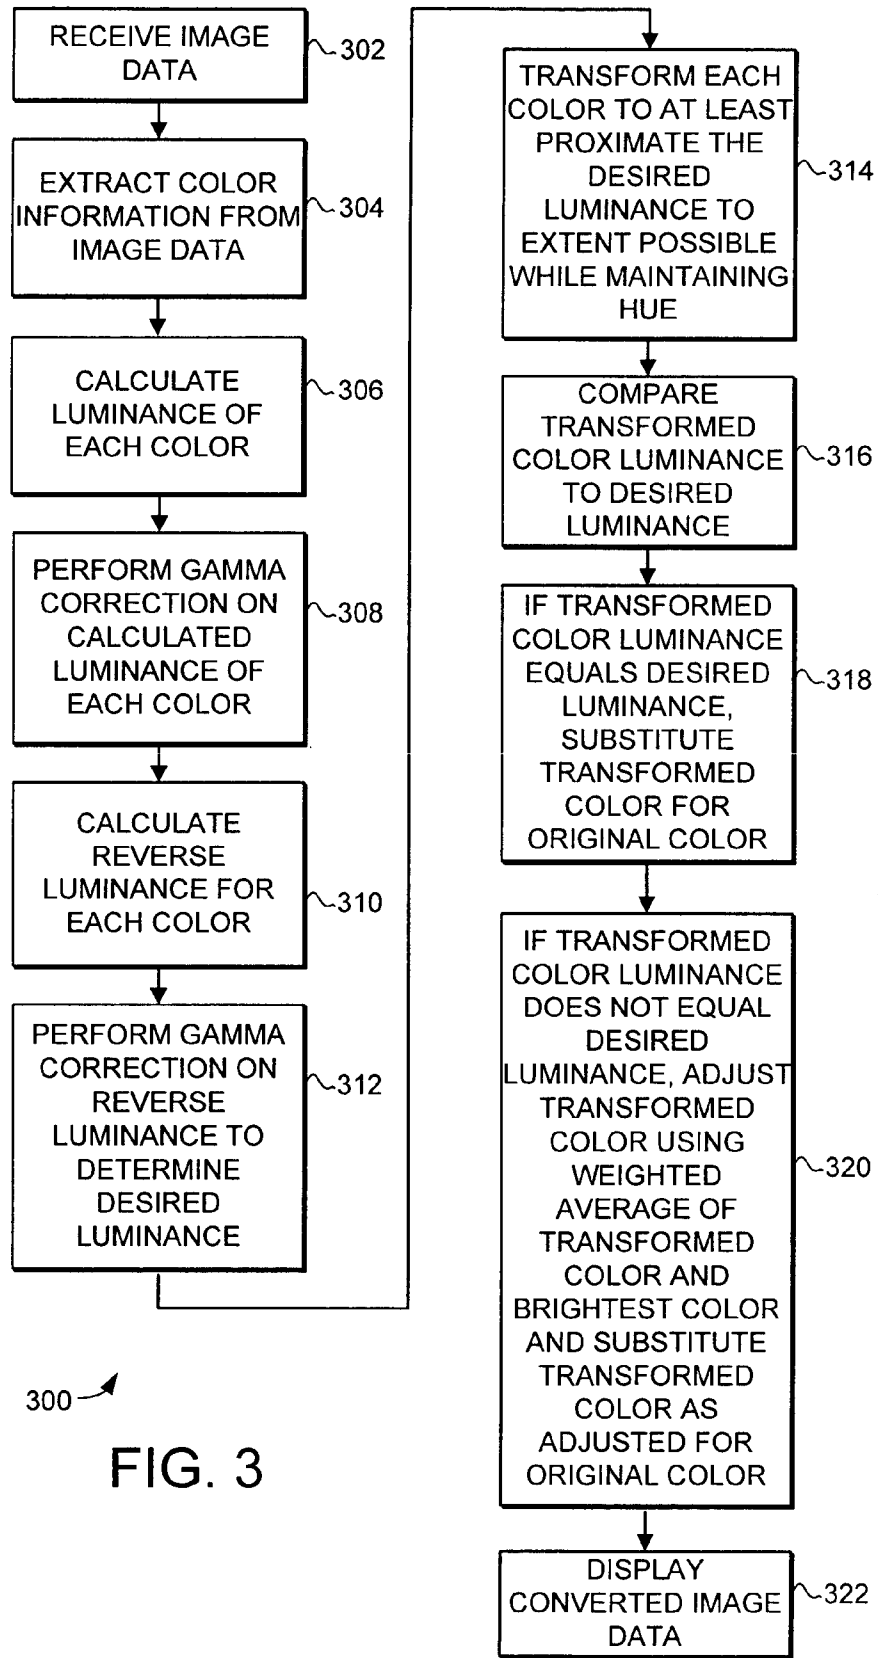 RECEIVE IMAGE
DATA
302
EXTRACT COLOR
INFORMATION FROM
IMAGE DATA
304
CALCULATE
LUMINANCE OF
EACH COLOR
306
PERFORM GAMMA
CORRECTION ON
CALCULATED
LUMINANCE OF
EACH COLOR
308
CALCULATE
REVERSE
LUMINANCE FOR
EACH COLOR
310
PERFORM GAMMA
CORRECTION ON
REVERSE
LUMINANCE TO
DETERMINE
DESIRED
LUMINANCE
312
TRANSFORM EACH
COLOR TO AT LEAST
PROXIMATE THE
DESIRED
LUMINANCE TO
EXTENT POSSIBLE
WHILE MAINTAINING
HUE
314
COMPARE
TRANSFORMED
COLOR LUMINANCE
TO DESIRED
LUMINANCE
316
IF TRANSFORMED
COLOR LUMINANCE
EQUALS DESIRED
LUMINANCE,
SUBSTITUTE
TRANSFORMED
COLOR FOR
ORIGINAL COLOR
318
IF TRANSFORMED
COLOR LUMINANCE
DOES NOT EQUAL
DESIRED
LUMINANCE, ADJUST
TRANSFORMED
COLOR USING
WEIGHTED
AVERAGE OF
TRANSFORMED
COLOR AND
BRIGHTEST COLOR
AND SUBSTITUTE
TRANSFORMED
COLOR AS
ADJUSTED FOR
ORIGINAL COLOR
320
DISPLAY
CONVERTED IMAGE
DATA
322
300
FIG. 3